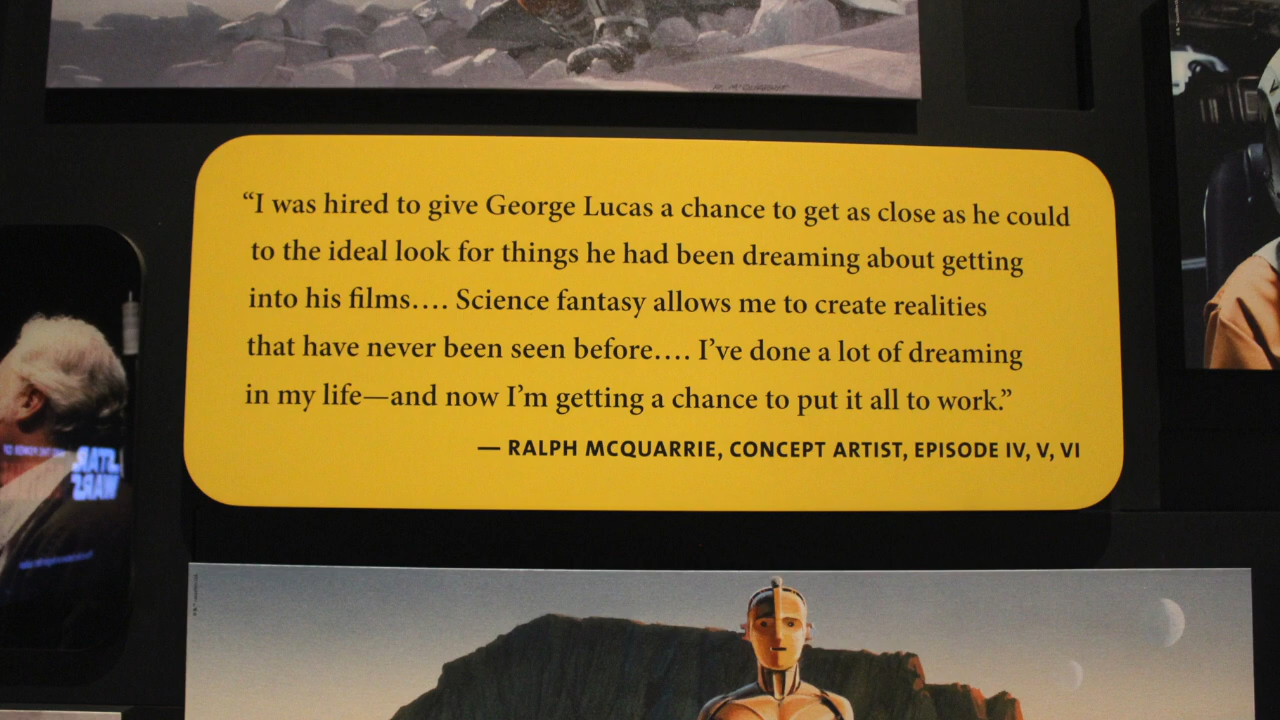 R. McQUARRIE
“I was hired to give George Lucas a chance to get as close as he could
to the ideal look for things he had been dreaming about getting
into his films…. Science fantasy allows me to create realities
that have never been seen before…. I’ve done a lot of dreaming
in my life—and now I’m getting a chance to put it all to work.”
— RALPH MCQUARRIE, CONCEPT ARTIST, EPISODE IV, V, VI
STAR
WARS